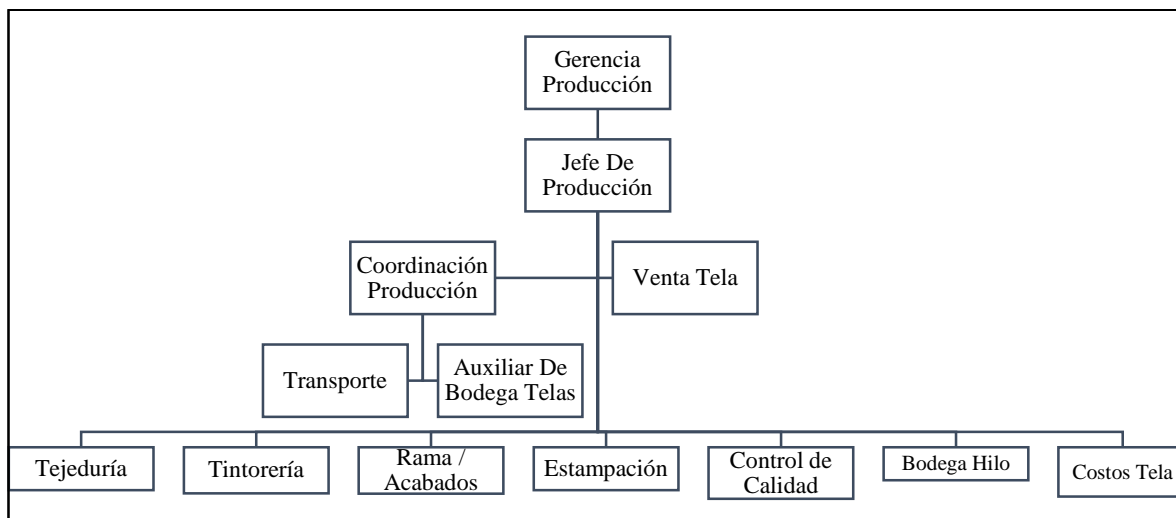 Gerencia
Producción
Jefe De
Producción
Coordinación
Producción
Venta Tela
Transporte
Auxiliar De
Bodega Telas
Tejeduría
Tintorería
Rama /
Acabados
Estampación
Control de
Calidad
Bodega Hilo
Costos Tela